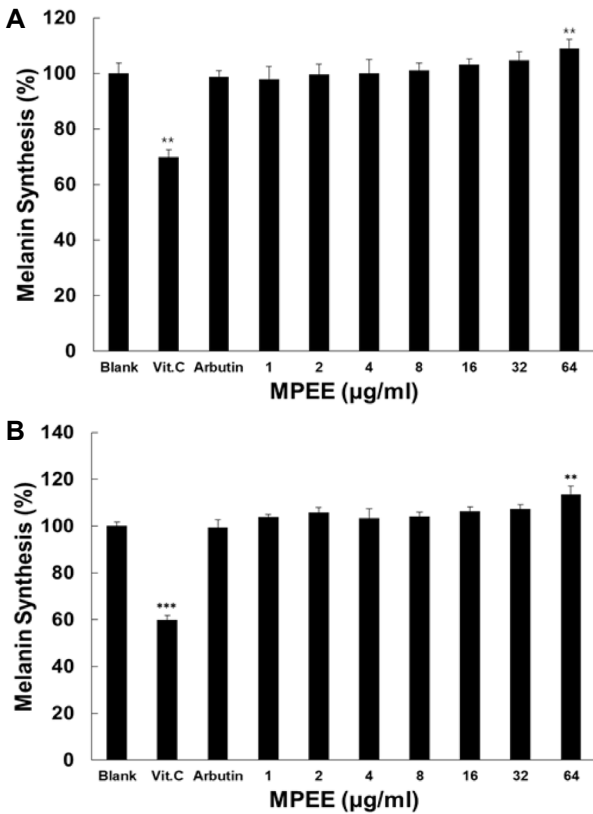 A
120
**
100
**
80
60
40
20
0
Melanin Synthesis (%)
Blank Vit.C Arbutin 1 2 4 8 16 32 64
MPEE (µg/ml)
B
140
120
**
100
80
***
60
40
20
0
Melanin Synthesis (%)
Blank Vit.C Arbutin 1 2 4 8 16 32 64
MPEE (µg/ml)